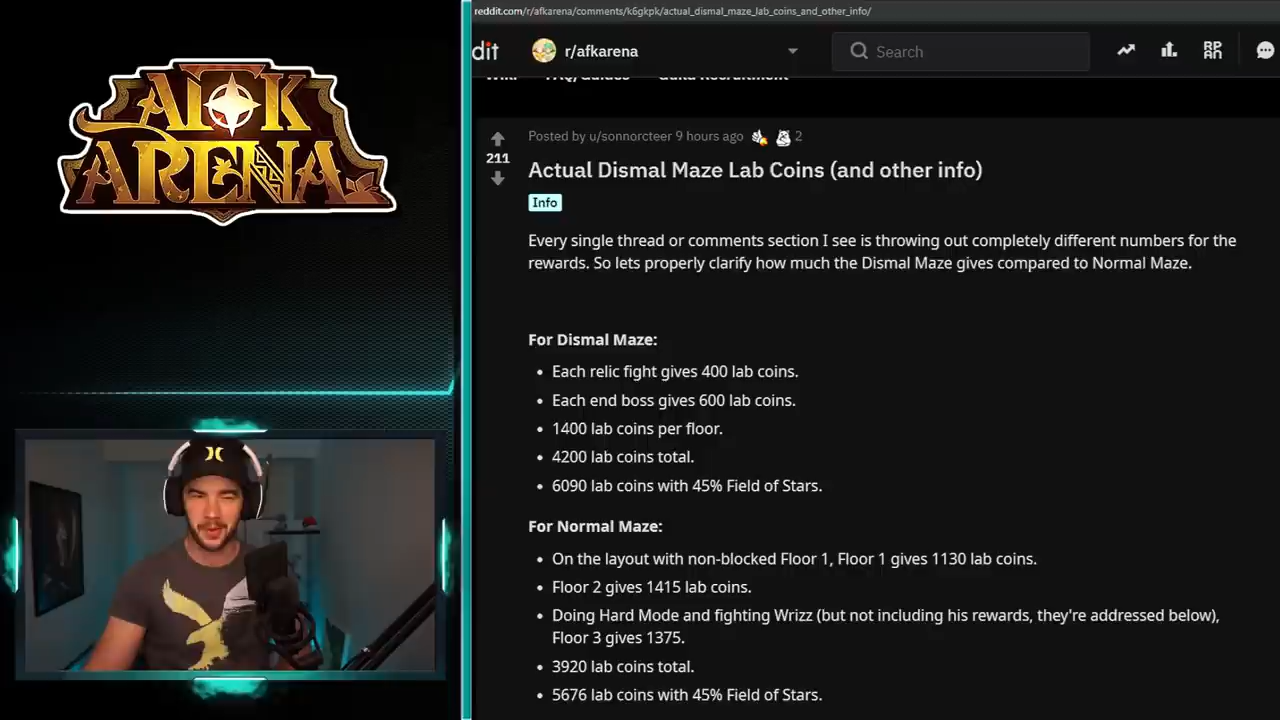 AFK
ARENA
reddit.com/r/afkarena/comments/k6gkpk/actual_dismal_maze_lab_coins_and_other_info/
dit
r/afkarena
Search
Wiki FAQ/Guides Guild Recruitment
Posted by u/sonnorcteer 9 hours ago 2
211
Actual Dismal Maze Lab Coins (and other info)
Info
Every single thread or comments section I see is throwing out completely different numbers for the
rewards. So lets properly clarify how much the Dismal Maze gives compared to Normal Maze.
For Dismal Maze:
• Each relic fight gives 400 lab coins.
• Each end boss gives 600 lab coins.
• 1400 lab coins per floor.
• 4200 lab coins total.
• 6090 lab coins with 45% Field of Stars.
For Normal Maze:
• On the layout with non-blocked Floor 1, Floor 1 gives 1130 lab coins.
• Floor 2 gives 1415 lab coins.
• Doing Hard Mode and fighting Wrizz (but not including his rewards, they're addressed below),
Floor 3 gives 1375.
• 3920 lab coins total.
• 5676 lab coins with 45% Field of Stars.